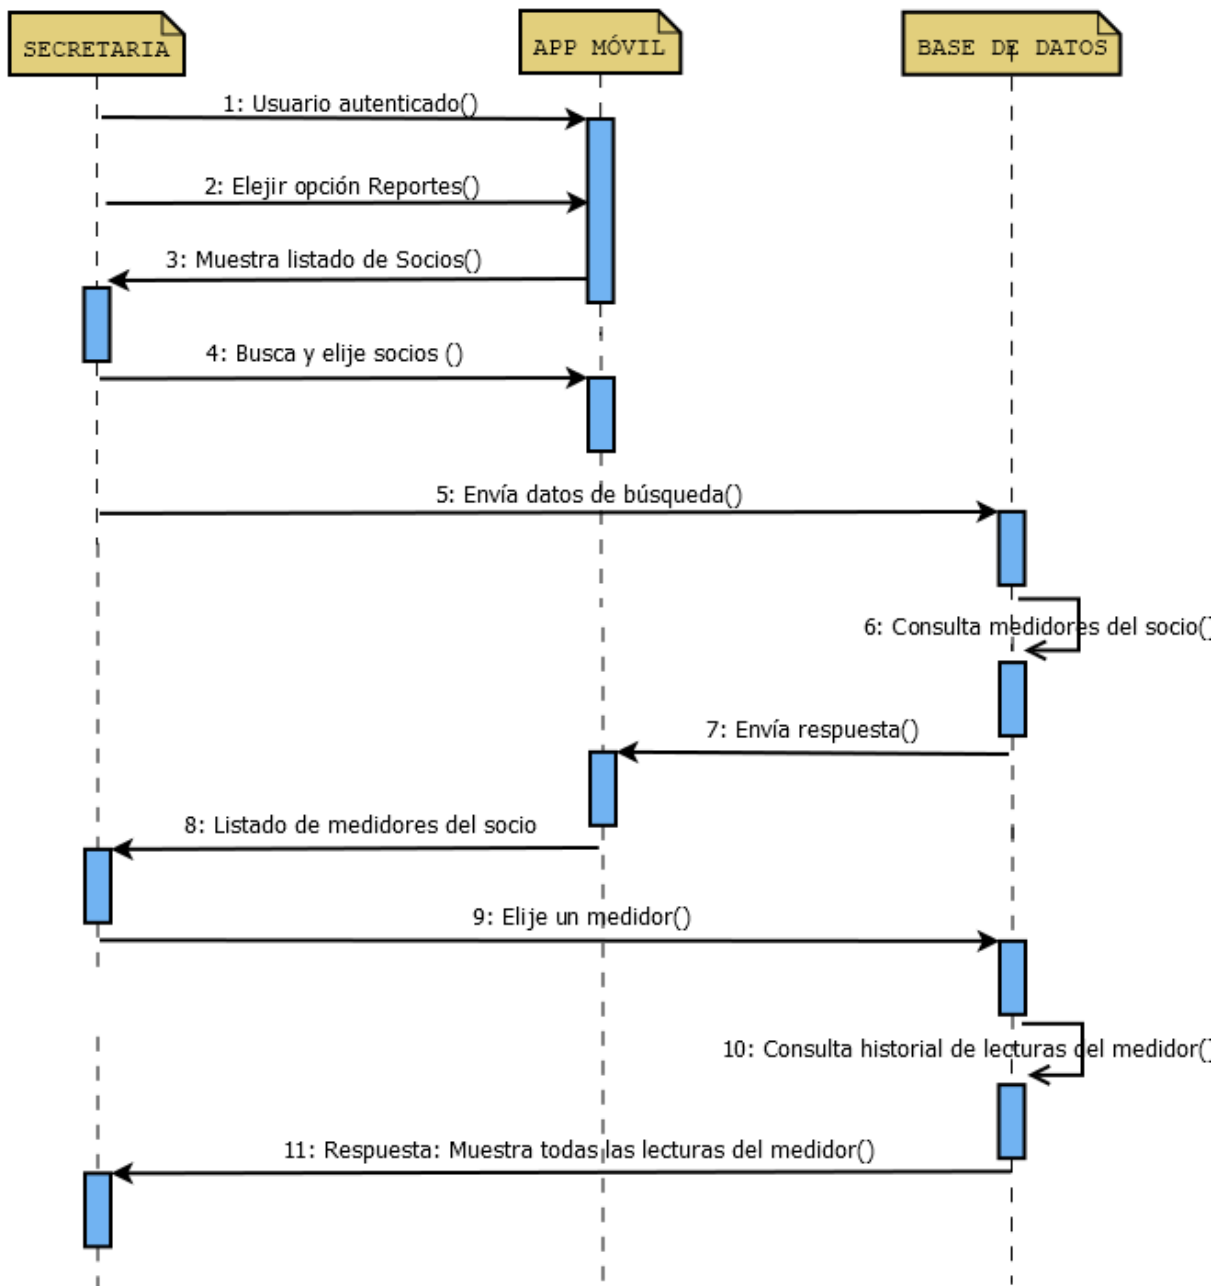 SECRETARIA
APP MÓVIL
BASE DE DATOS
1: Usuario autenticado()
2: Elejir opción Reportes()
3: Muestra listado de Socios()
4: Busca y elije socios ()
5: Envía datos de búsqueda()
6: Consulta medidores del socio()
7: Envía respuesta()
8: Listado de medidores del socio
9: Elije un medidor()
10: Consulta historial de lecturas del medidor()
11: Respuesta: Muestra todas las lecturas del medidor()